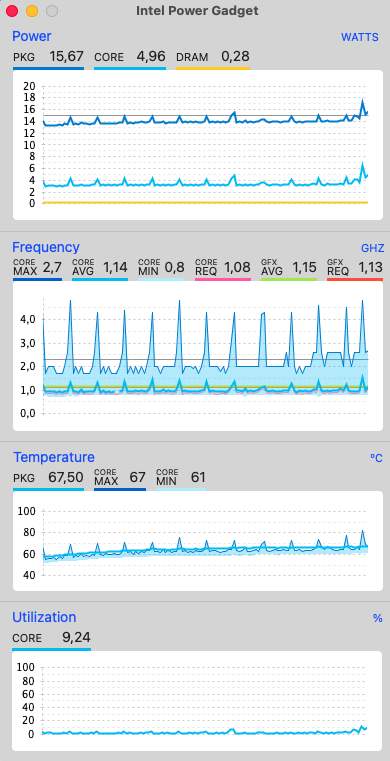 Intel Power Gadget
Power WATTS
PKG 15,67 CORE 4,96 DRAM 0,28
20
18
16
14
12
10
8
6
4
2
0
Frequency GHZ
CORE MAX 2,7 CORE AVG 1,14 CORE MIN 0,8 CORE REQ 1,08 GFX AVG 1,15 GFX REQ 1,13
4,0
3,0
2,0
1,0
0,0
Temperature °C
PKG 67,50 CORE MAX 67 CORE MIN 61
100
80
60
40
Utilization %
CORE 9,24
100
80
60
40
20
0